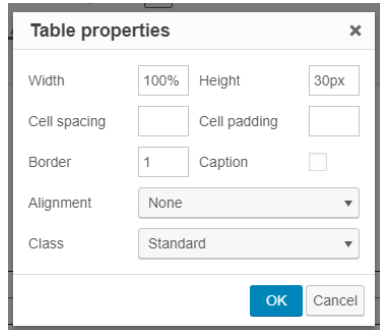 Table properties ×
Width 100% Height 30px
Cell spacing Cell padding
Border 1 Caption
Alignment None
Class Standard
OK Cancel